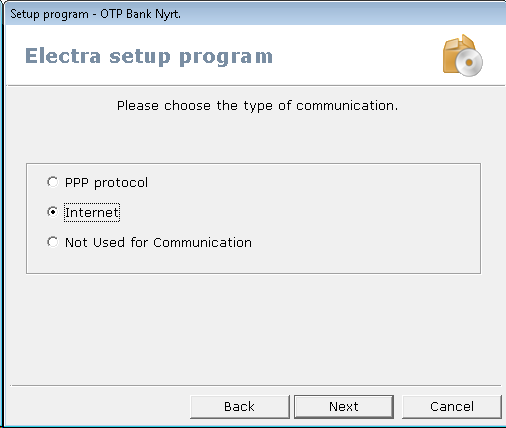 Setup program - OTP Bank Nyrt.
Electra setup program
Please choose the type of communication.
PPP protocol
Internet
Not Used for Communication
Back Next Cancel